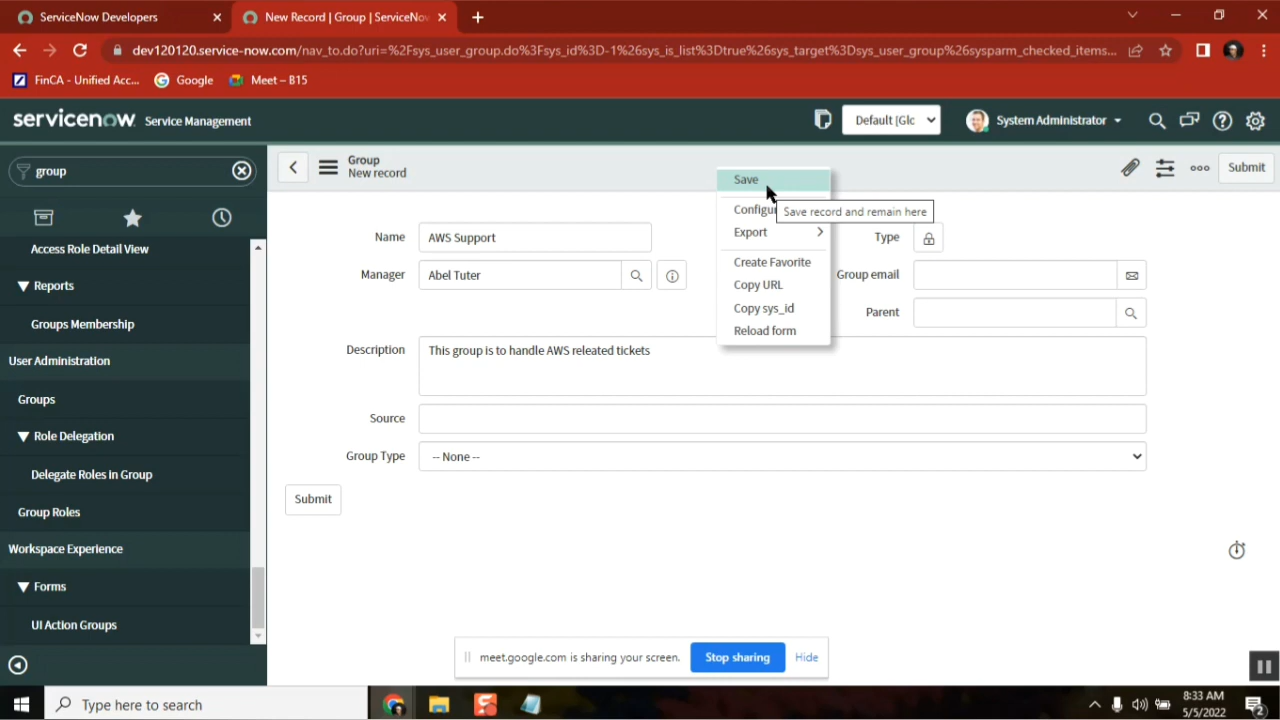 ServiceNow Developers
New Record | Group | ServiceNow
dev120120.service-now.com/nav_to.do?uri=%2Fsys_user_group.do%3Fsys_id%3D-1%26sys_is_list%3Dtrue%26sys_target%3Dsys_user_group%26sysparm_checked_items...
FinCA - Unified Acc...
Google
Meet – B15
servicenow Service Management
Default [Glc
System Administrator
group
Group
New record
Submit
Access Role Detail View
Reports
Groups Membership
User Administration
Groups
Role Delegation
Delegate Roles in Group
Group Roles
Workspace Experience
Forms
UI Action Groups
Name
AWS Support
Manager
Abel Tuter
Type
Group email
Parent
Description
This group is to handle AWS releated tickets
Source
Group Type
-- None --
Submit
Save
Save record and remain here
Configu
Export
Create Favorite
Copy URL
Copy sys_id
Reload form
meet.google.com is sharing your screen.
Stop sharing
Hide
Type here to search
8:33 AM
5/5/2022
2